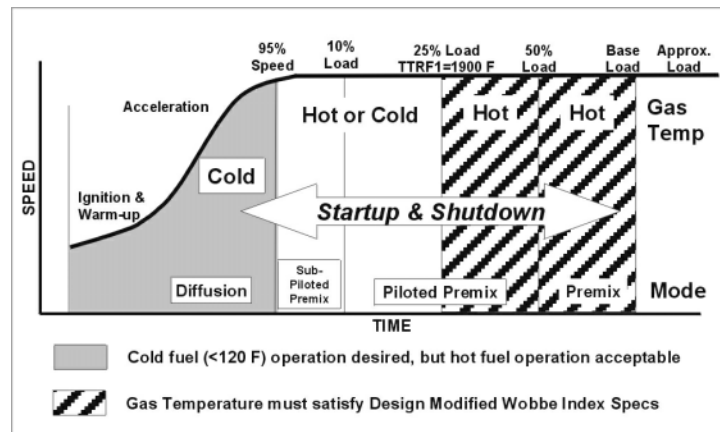 95%
Speed
10%
Load
25% Load
TTRF1=1900 F
50%
Load
Base
Load
Approx.
Load
Acceleration
Hot or Cold
Hot
Hot
Gas
Temp
Cold
Ignition &
Warm-up
SPEED
Startup & Shutdown
Diffusion
Sub-
Piloted
Premix
Piloted Premix
Premix
Mode
TIME
Cold fuel (<120 F) operation desired, but hot fuel operation acceptable
Gas Temperature must satisfy Design Modified Wobbe Index Specs